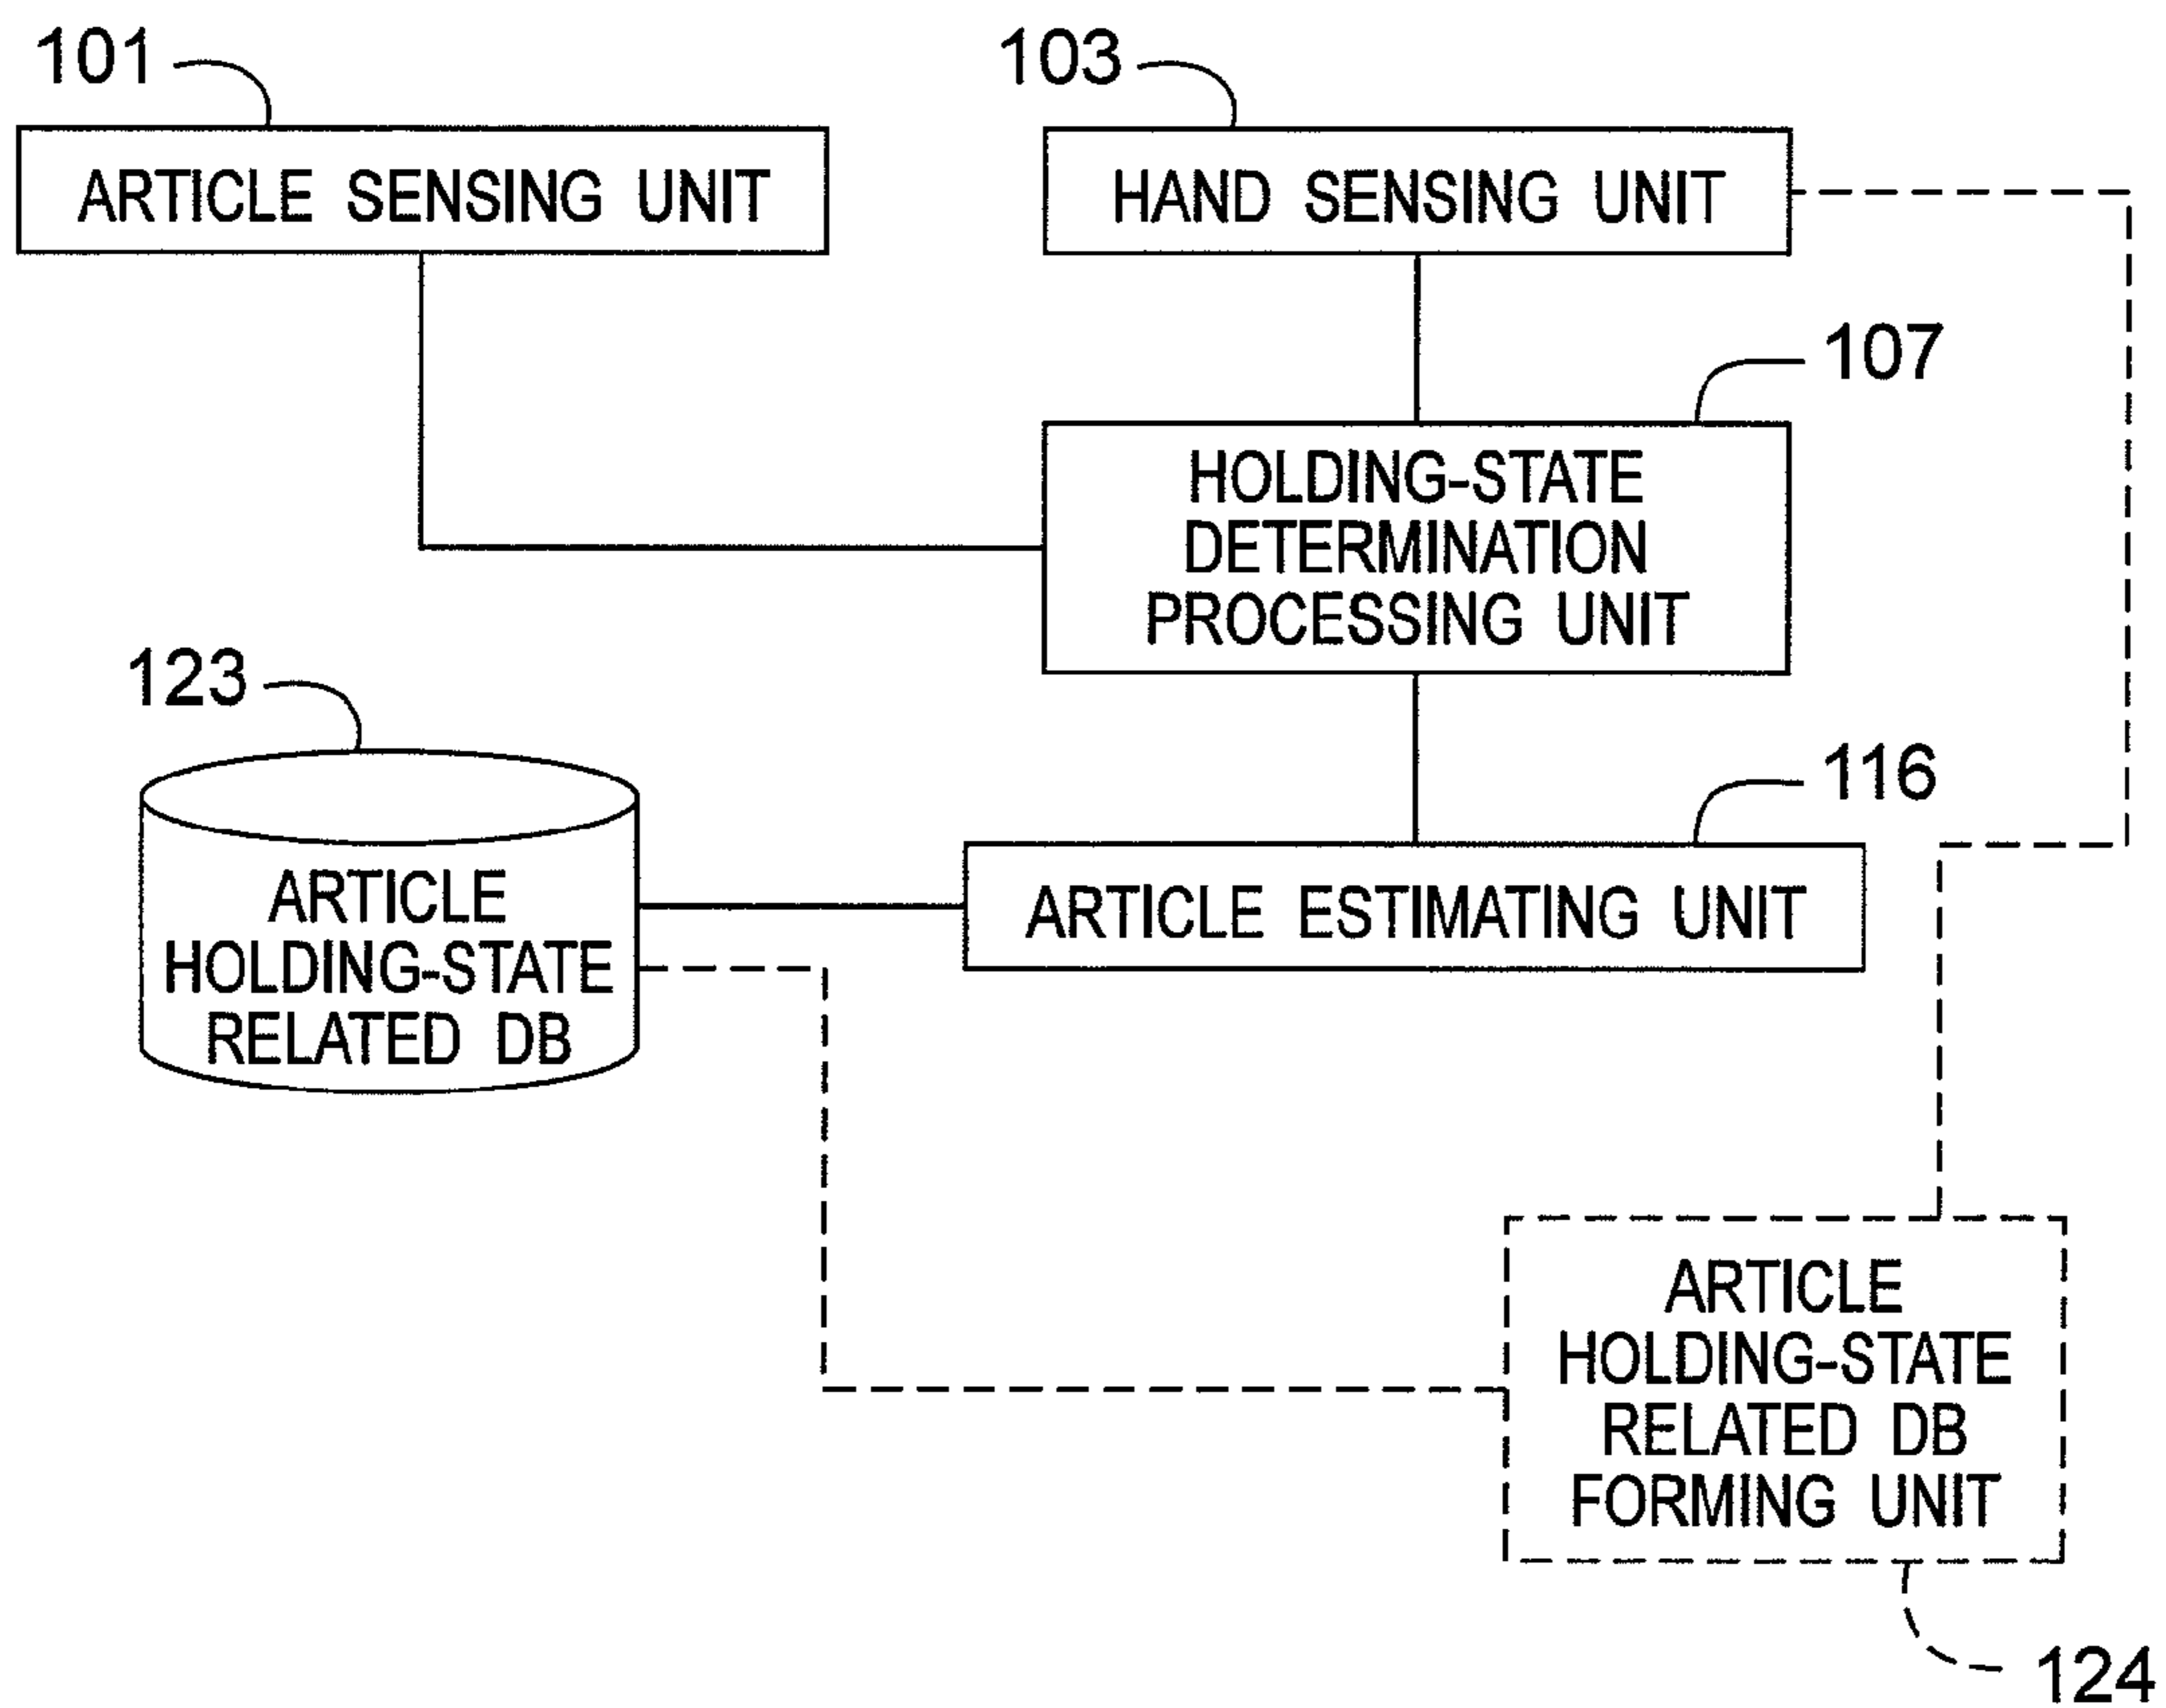 101
103
ARTICLE SENSING UNIT
HAND SENSING UNIT
107
HOLDING-STATE
DETERMINATION
PROCESSING UNIT
123
116
ARTICLE
HOLDING-STATE
RELATED DB
ARTICLE ESTIMATING UNIT
ARTICLE
HOLDING-STATE
RELATED DB
FORMING UNIT
124